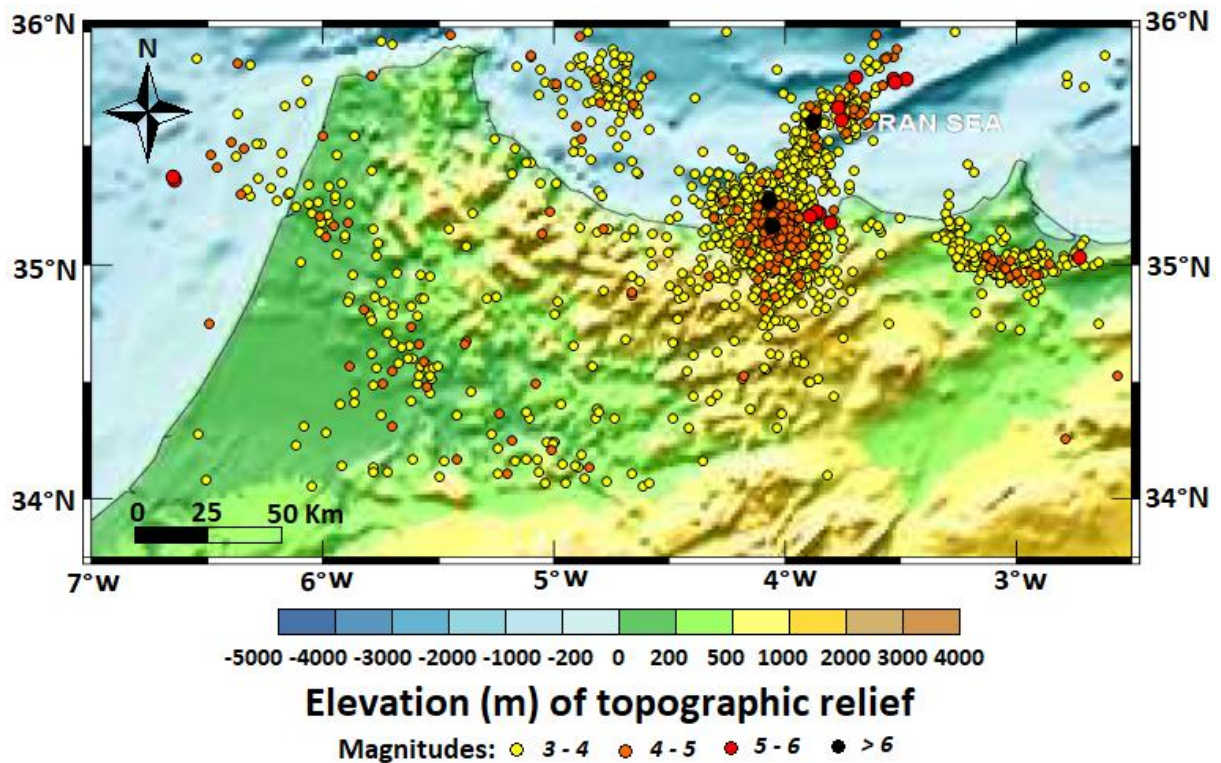 36°N
36°N
N
RAN SEA
35°N
35°N
34°N
34°N
0 25 50 Km
7°W 6°W 5°W 4°W 3°W
-5000 -4000 -3000 -2000 -1000 -200 0 200 500 1000 2000 3000 4000
Elevation (m) of topographic relief
Magnitudes: 3 - 4 4 - 5 5 - 6 > 6